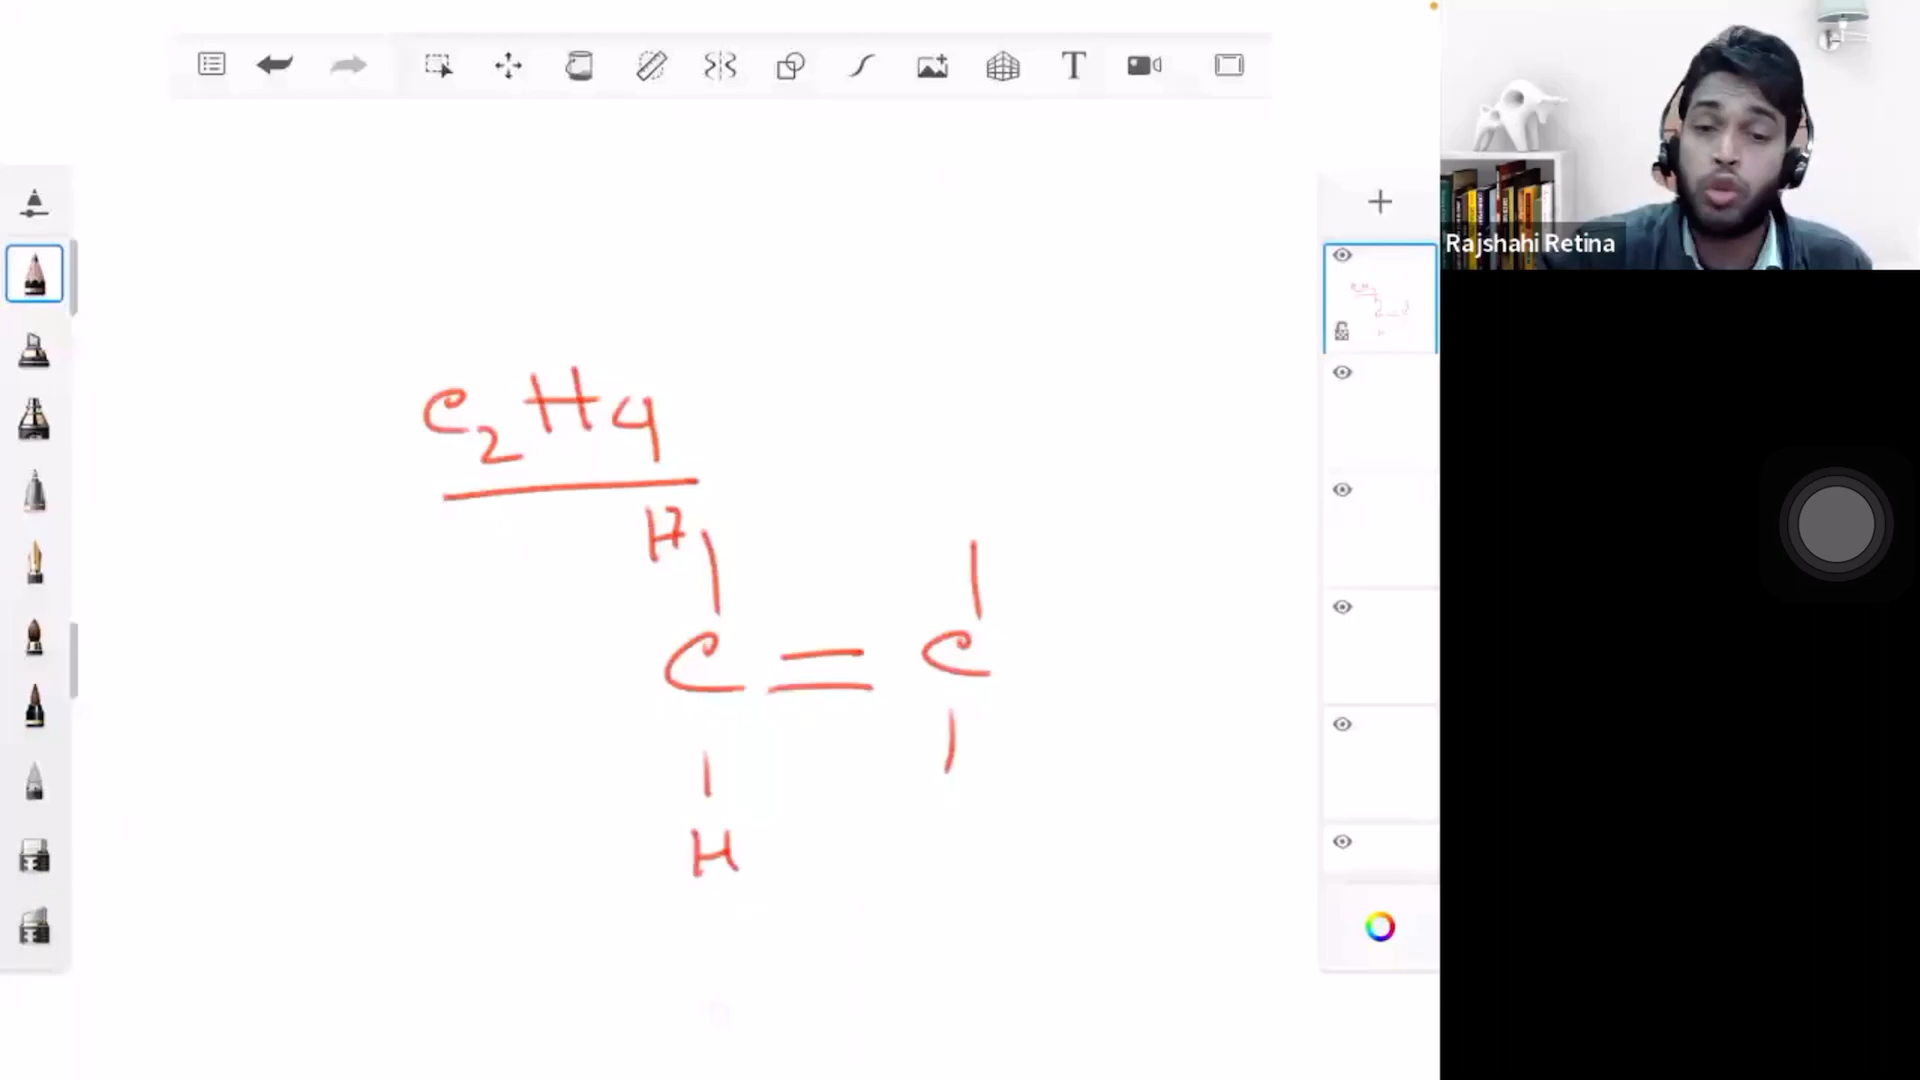 Rajshahi Retina
C2H4
H
C = C
H